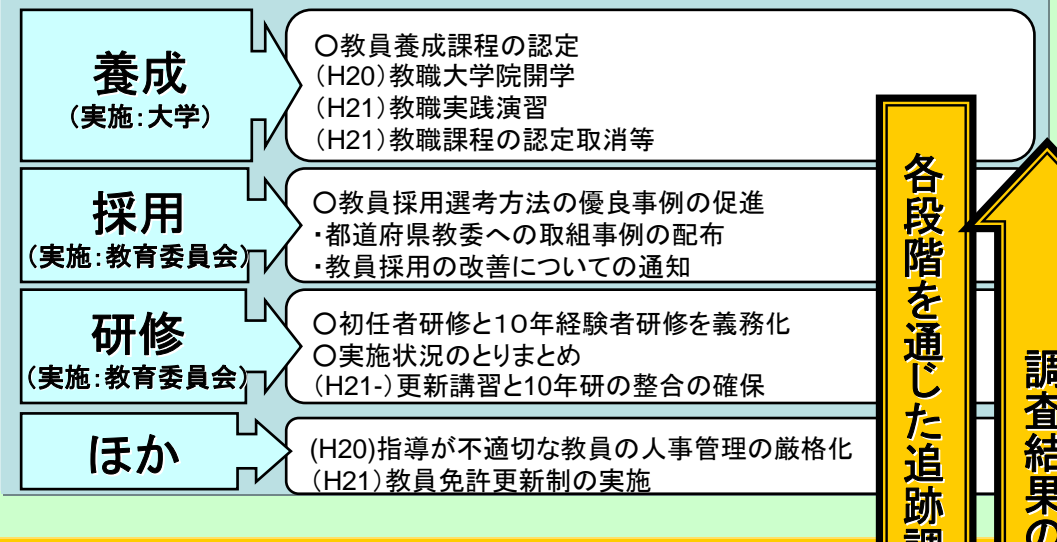 養成
(実施:大学)
○教員養成課程の認定
(H20)教職大学院開学
(H21)教職実践演習
(H21)教職課程の認定取消等
採用
(実施:教育委員会)
○教員採用選考方法の優良事例の促進
・都道府県教委への取組事例の配布
・教員採用の改善についての通知
研修
(実施:教育委員会)
○初任者研修と10年経験者研修を義務化
○実施状況のとりまとめ
(H21-)更新講習と10年研の整合の確保
ほか
(H20)指導が不適切な教員の人事管理の厳格化
(H21)教員免許更新制の実施
各段階を通じた追跡調
調査結果の